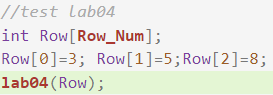 //test lab04
int Row[Row_Num];
Row[0]=3; Row[1]=5;Row[2]=8;
lab04(Row);